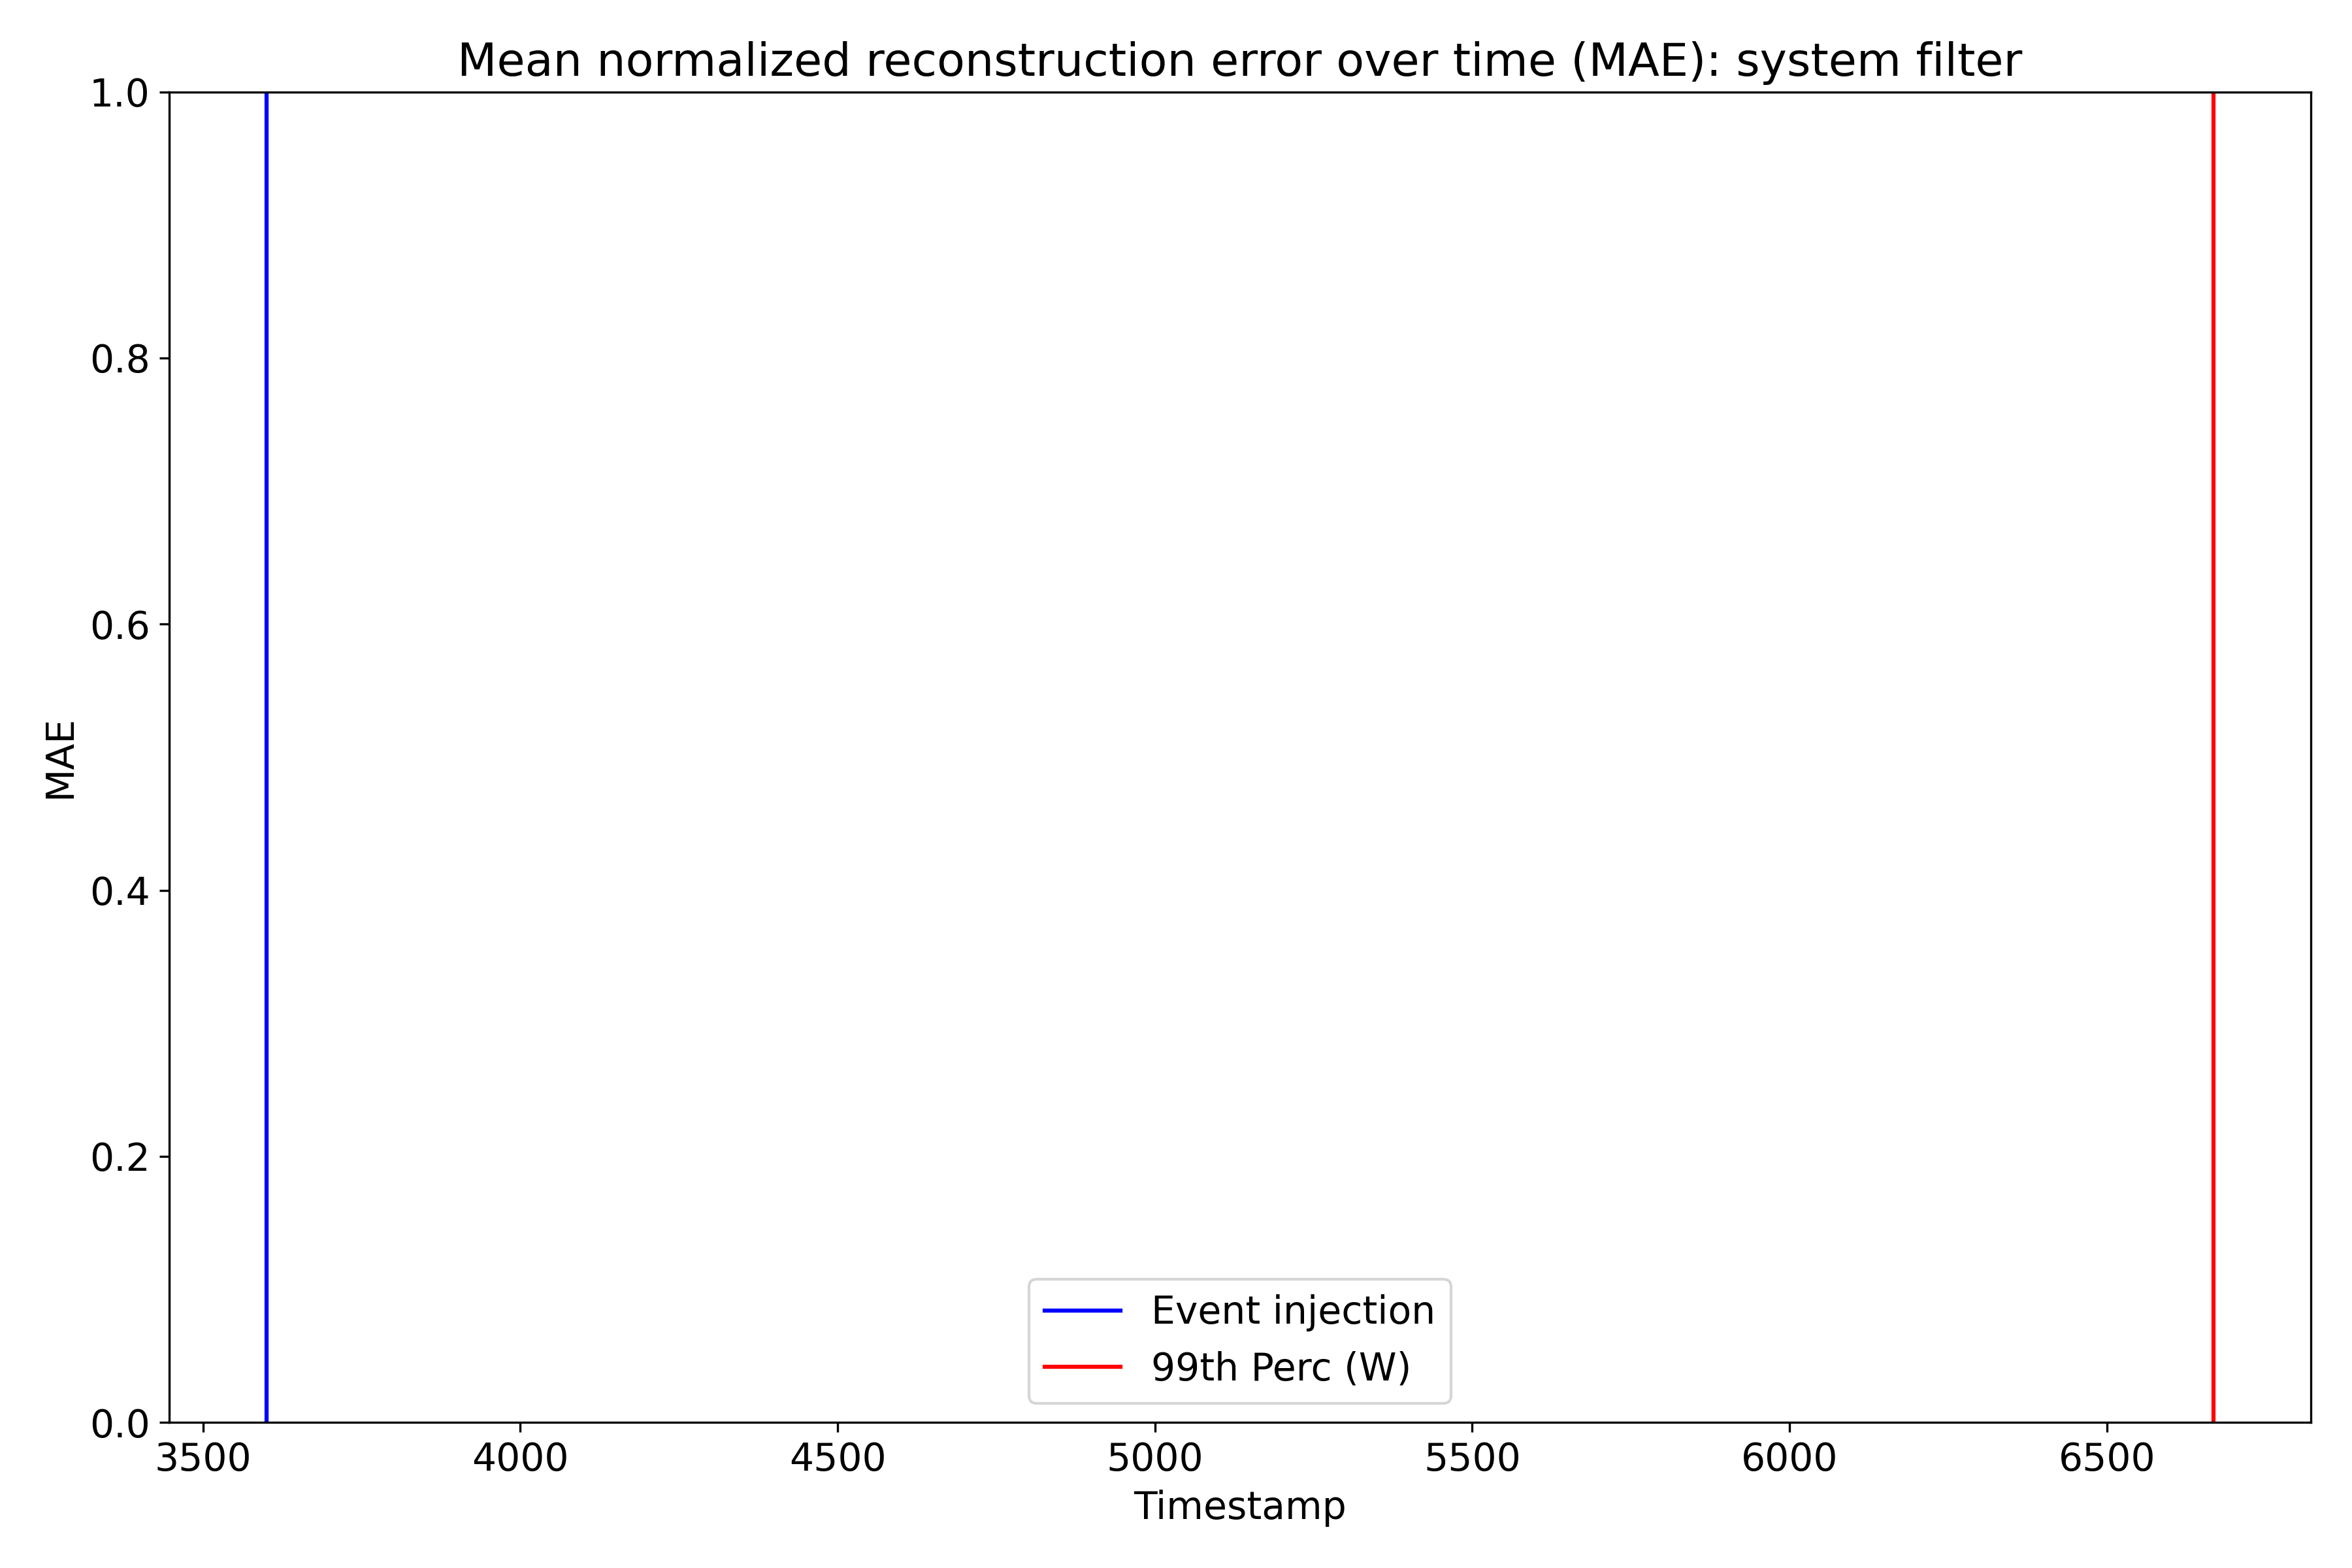 Mean normalized reconstruction error over time (MAE): system filter
1.0
0.8
0.6
0.4
0.2
0.0
MAE
3500 4000 4500 5000 5500 6000 6500
Timestamp
Event injection
99th Perc (W)